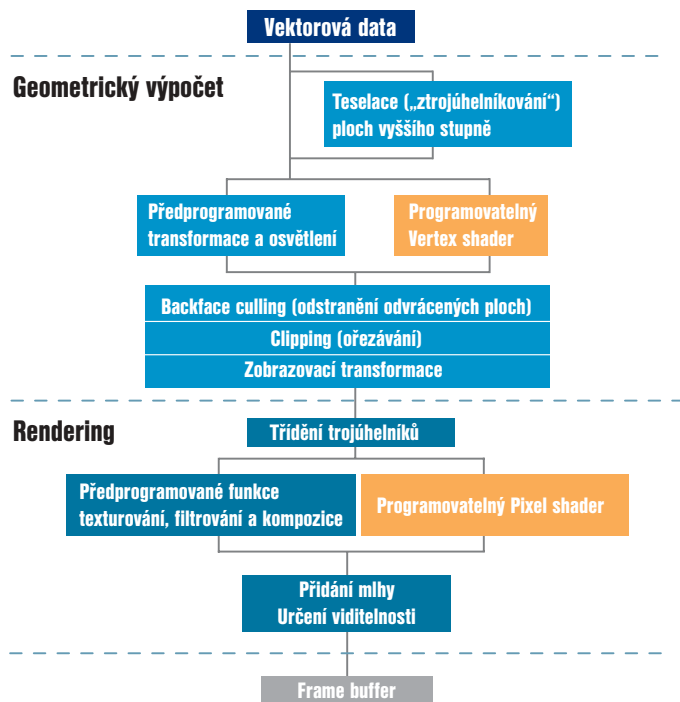 Vektorová data
Geometrický výpočet
Teselace („ztrojúhelníkování“)
ploch vyššího stupně
Předprogramované
transformace a osvětlení
Programovatelný
Vertex shader
Backface culling (odstranění odvrácených ploch)
Clipping (ořezávání)
Zobrazovací transformace
Rendering
Třídění trojúhelníků
Předprogramované funkce
texturování, filtrování a kompozice
Programovatelný Pixel shader
Přidání mlhy
Určení viditelnosti
Frame buffer